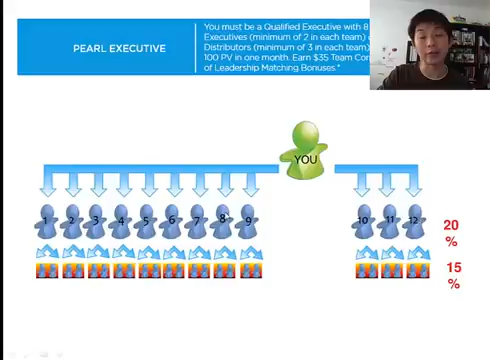 PEARL EXECUTIVE
You must be a Qualified Executive with 8
Executives (minimum of 2 in each team)
Distributors (minimum of 3 in each team)
100 PV in one month. Earn $35 Team
of Leadership Matching Bonuses.*
YOU
1 2 3 4 5 6 7 8 9 10 11 12
20
%
15
%